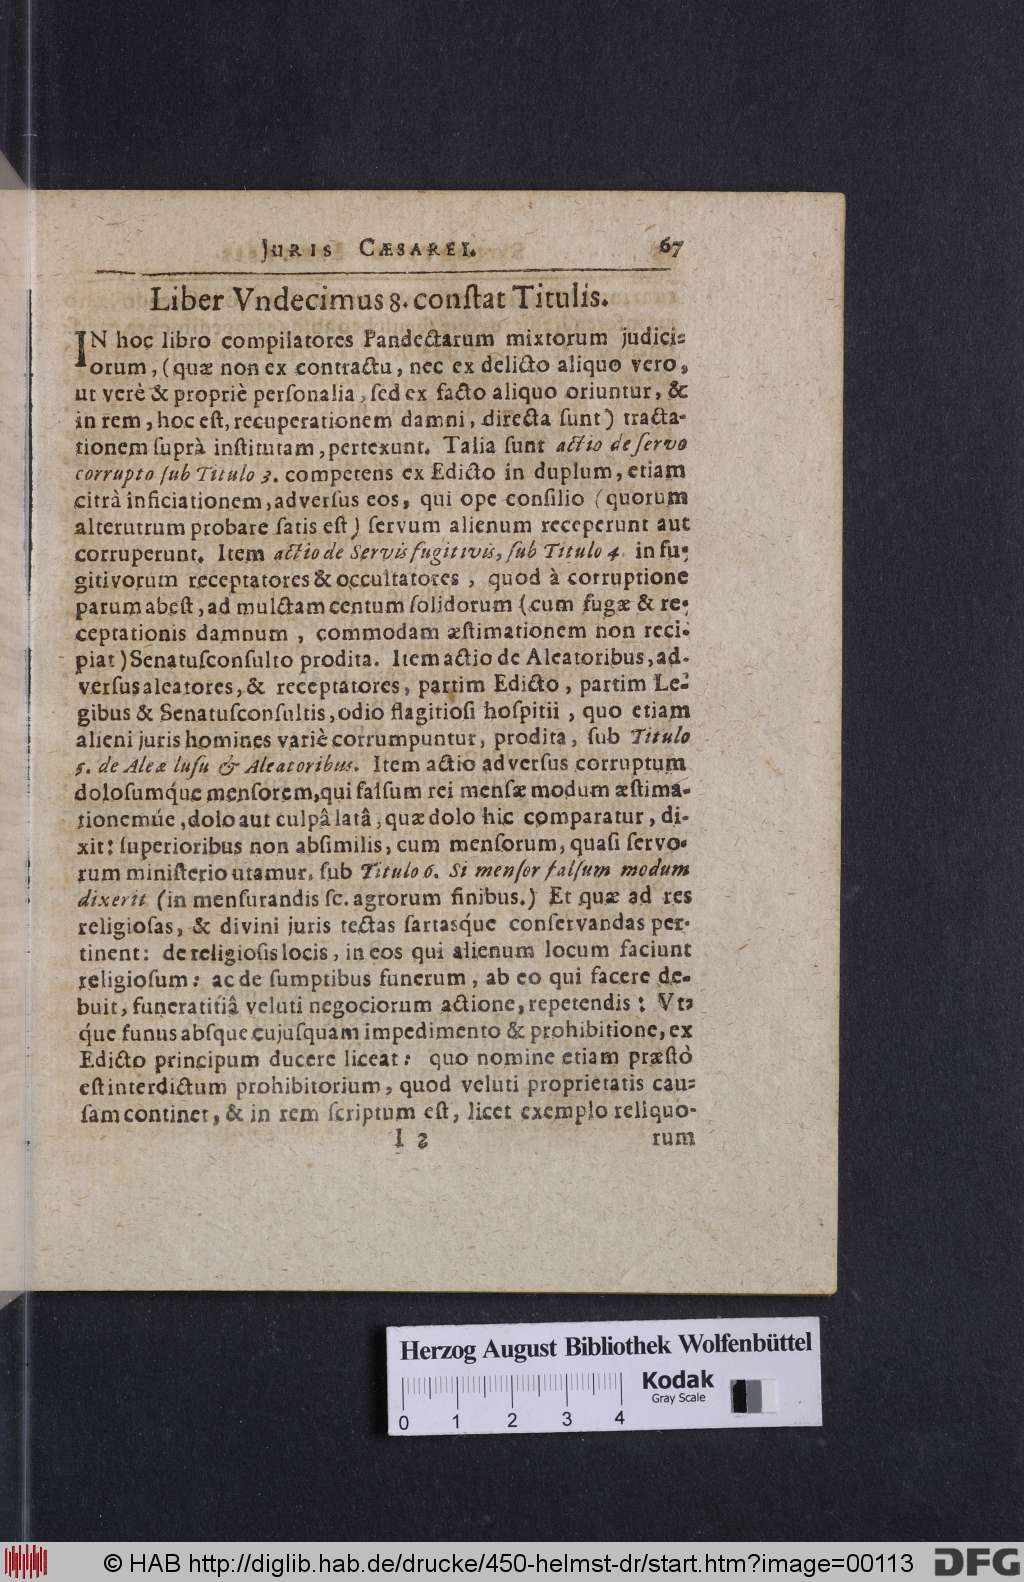 JURIS CÆSAREI. 67
Liber Vndecimus 8. conſtat Titulis.
IN hoc libro compilatores Pandectarum mixtorum judici-
orum, (quæ non ex contractu, nec ex delicto aliquo vero,
ut verè & propriè perſonalia, ſed ex facto aliquo oriuntur, &
in rem, hoc eſt, recuperationem damni, directa ſunt) tracta-
tionem ſuprà inſtitutam, pertexunt. Talia ſunt actio de ſervo
corrupto ſub Titulo 3. competens ex Edicto in duplum, etiam
citrà inficiationem, adverſus eos, qui ope conſilio (quorum
alterutrum probare ſatis eſt) ſervum alienum receperunt aut
corruperunt. Item actio de Servis fugitivis, ſub Titulo 4. in fu-
gitivorum receptatores & occultatores, quod à corruptione
parum abeſt, ad mulctam centum ſolidorum (cum fugæ & re-
ceptationis damnum, commodam æſtimationem non reci-
piat) Senatuſconſulto prodita. Item actio de Aleatoribus, ad-
verſus aleatores, & receptatores, partim Edicto, partim Le-
gibus & Senatuſconſultis, odio flagitioſi hoſpitii, quo etiam
alieni juris homines variè corrumpuntur, prodita, ſub Titulo
5. de Aleæ luſu & Aleatoribus. Item actio adverſus corruptum
doloſumq́ue menſorem, qui falſum rei menſæ modum æſtima-
tionemúe, dolo aut culpâ latâ, quæ dolo hic comparatur, di-
xit: ſuperioribus non abſimilis, cum menſorum, quaſi ſervo-
rum miniſterio utamur, ſub Titulo 6. Si menſor falſum modum
dixerit (in menſurandis ſc. agrorum finibus.) Et quæ ad res
religioſas, & divini juris tectas ſartasq́ue conſervandas per-
tinent: de religioſis locis, in eos qui alienum locum faciunt
religioſum: ac de ſumptibus funerum, ab eo qui facere de-
buit, funeratitiâ veluti negociorum actione, repetendis: Vt-
q́ue funus abſque cujuſquam impedimento & prohibitione, ex
Edicto principum ducere liceat: quo nomine etiam præſtò
eſt interdictum prohibitorium, quod veluti proprietatis cau-
ſam continet, & in rem ſcriptum eſt, licet exemplo reliquo-
I 2 rum
Herzog August Bibliothek Wolfenbüttel
0 1 2 3 4
Kodak
Gray Scale
© HAB http://diglib.hab.de/drucke/450-helmst-dr/start.htm?image=00113
DFG